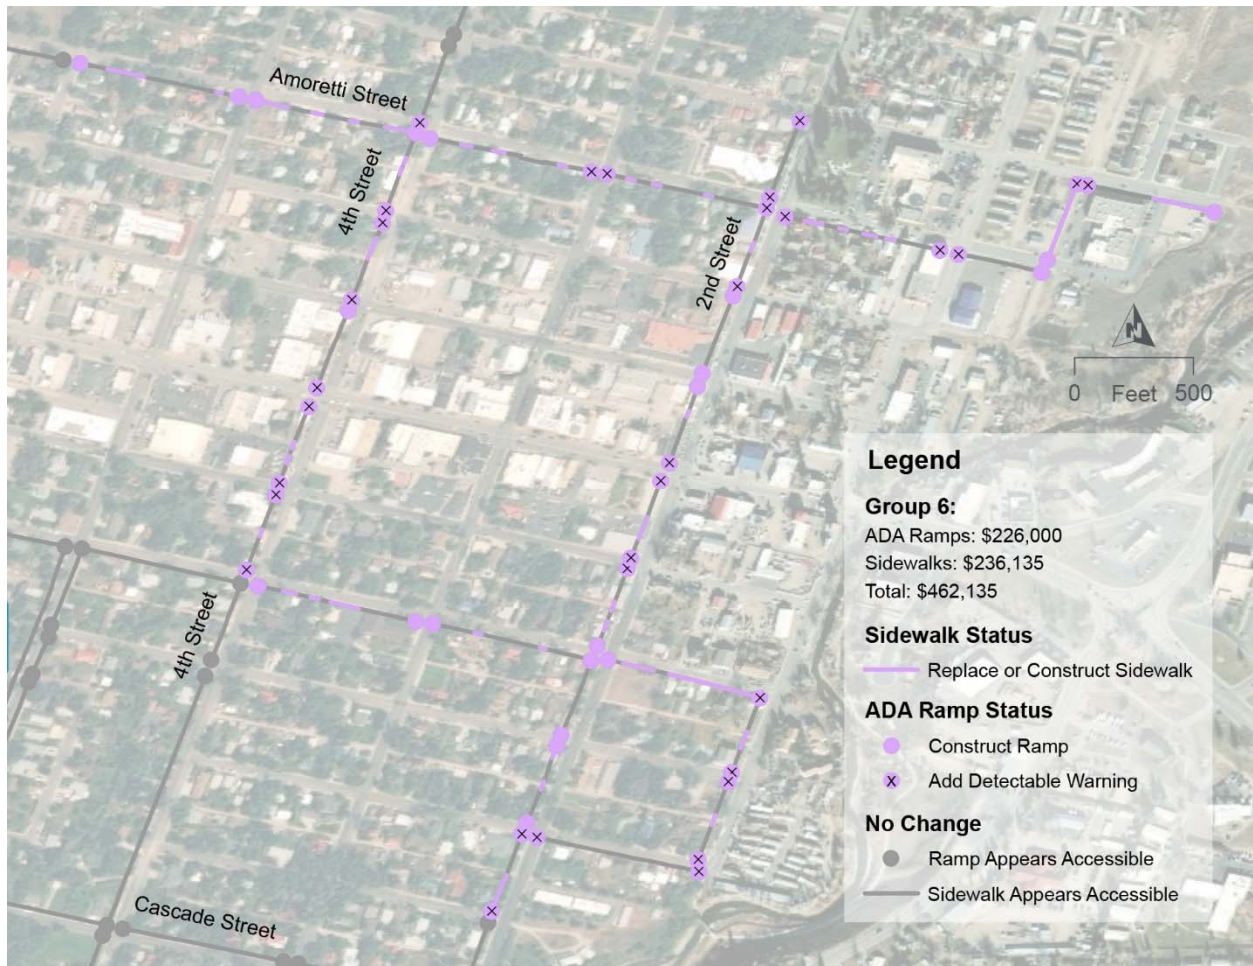 Amoretti Street
4th Street
2nd Street
N
0 Feet 500
4th Street
Cascade Street
Legend
Group 6:
ADA Ramps: $226,000
Sidewalks: $236,135
Total: $462,135
Sidewalk Status
Replace or Construct Sidewalk
ADA Ramp Status
Construct Ramp
Add Detectable Warning
No Change
Ramp Appears Accessible
Sidewalk Appears Accessible